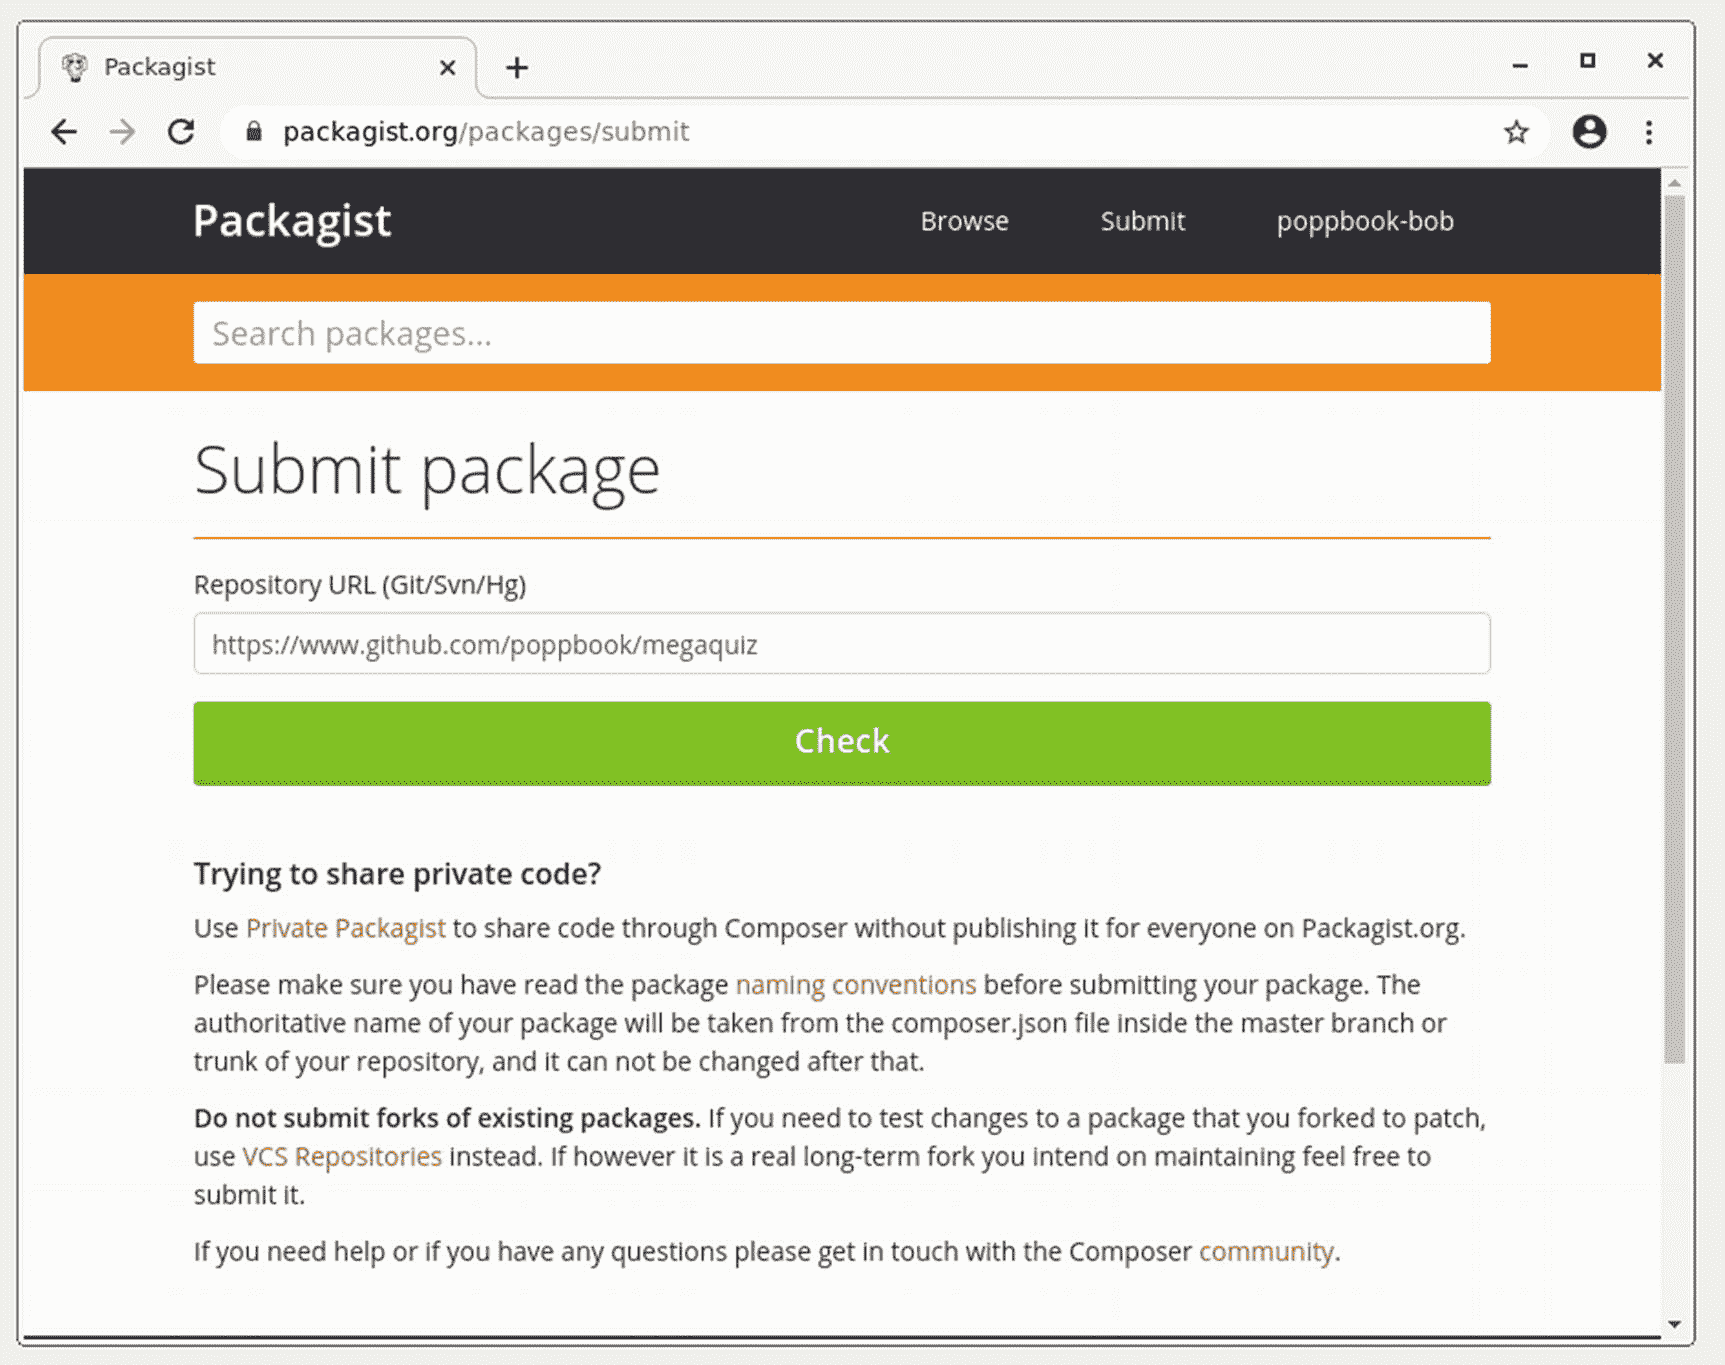 Packagist
packagist.org/packages/submit
Packagist
Browse
Submit
poppbook-bob
Search packages...
Submit package
Repository URL (Git/Svn/Hg)
https://www.github.com/poppbook/megaquiz
Check
Trying to share private code?
Use Private Packagist to share code through Composer without publishing it for everyone on Packagist.org.
Please make sure you have read the package naming conventions before submitting your package. The
authoritative name of your package will be taken from the composer.json file inside the master branch or
trunk of your repository, and it can not be changed after that.
Do not submit forks of existing packages. If you need to test changes to a package that you forked to patch,
use VCS Repositories instead. If however it is a real long-term fork you intend on maintaining feel free to
submit it.
If you need help or if you have any questions please get in touch with the Composer community.